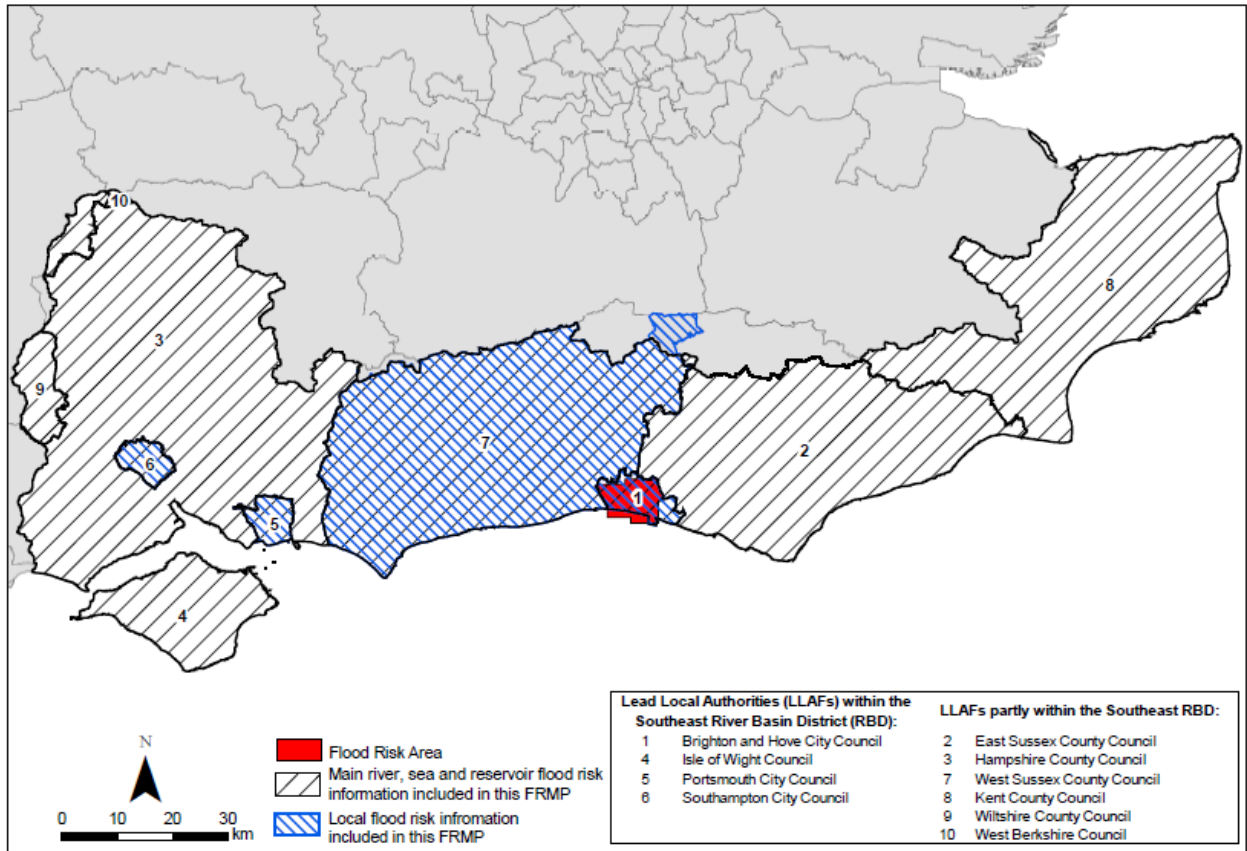 10
3
8
9
7
2
6
1
5
4
N
0 10 20 30
km
Flood Risk Area
Main river, sea and reservoir flood risk
information included in this FRMP
Local flood risk infromation
included in this FRMP
Lead Local Authorities (LLAFs) within the
Southeast River Basin District (RBD):
1 Brighton and Hove City Council
4 Isle of Wight Council
5 Portsmouth City Council
6 Southampton City Council
LLAFs partly within the Southeast RBD:
2 East Sussex County Council
3 Hampshire County Council
7 West Sussex County Council
8 Kent County Council
9 Wiltshire County Council
10 West Berkshire Council